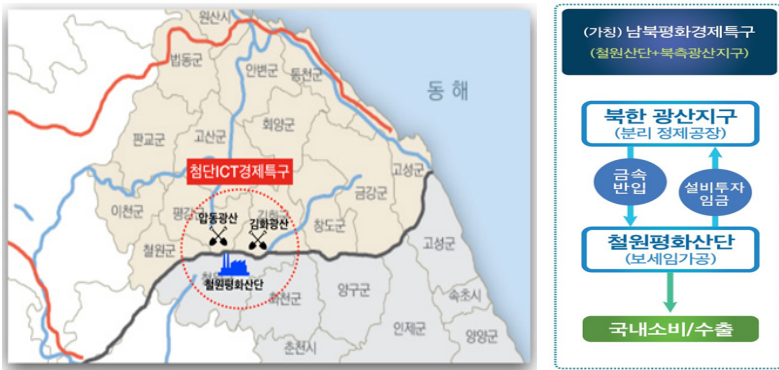 원산시
법동군
안변군
통천군
동 해
판교군
고산군
회양군
첨단ICT경제특구
고성군
이천군
평강군
김화군
금강군
압동광산
김화광산
창도군
철원군
고성군
철원평화산단
화천군
양구군
속초시
인제군
춘천시
양양군
(가칭) 남북평화경제특구
(철원산단+북측광산지구)
북한 광산지구
(분리 정제공장)
금속
반입
설비투자
임금
철원평화산단
(보세임가공)
국내소비/수출